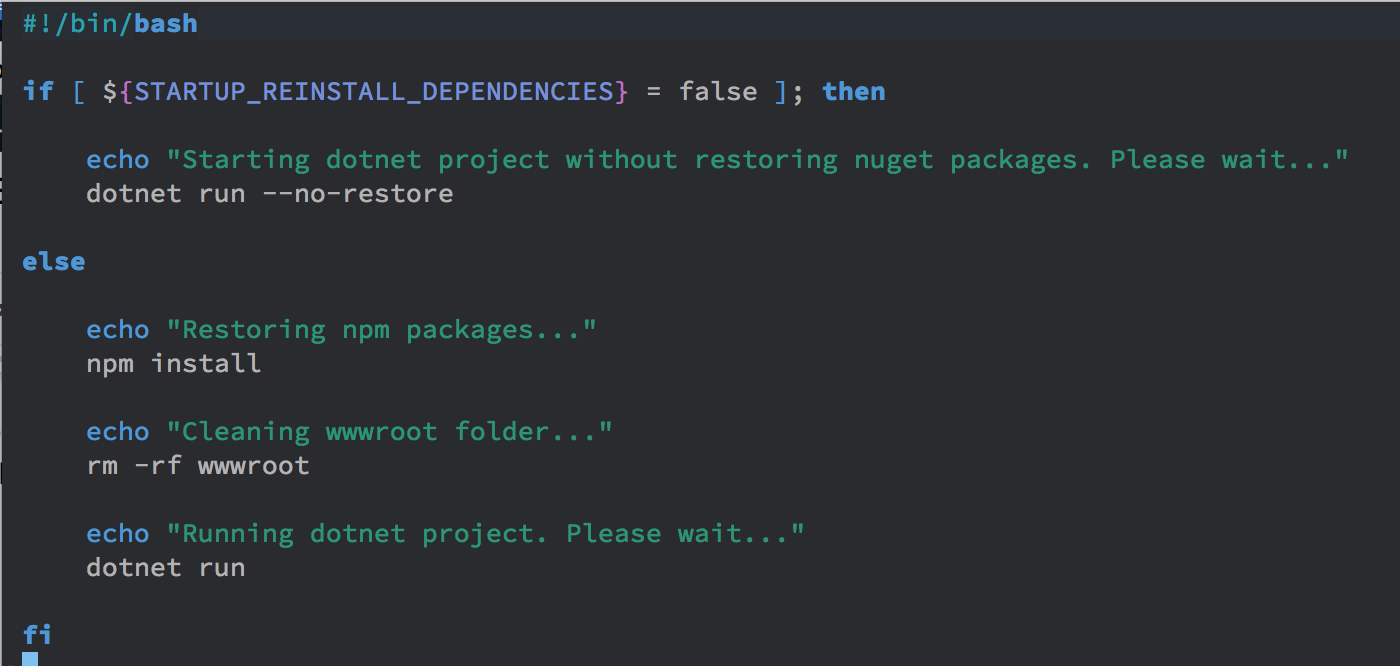 #!/bin/bash
if [ ${STARTUP_REINSTALL_DEPENDENCIES} = false ]; then
echo "Starting dotnet project without restoring nuget packages. Please wait..."
dotnet run --no-restore
else
echo "Restoring npm packages..."
npm install
echo "Cleaning wwwroot folder..."
rm -rf wwwroot
echo "Running dotnet project. Please wait..."
dotnet run
fi